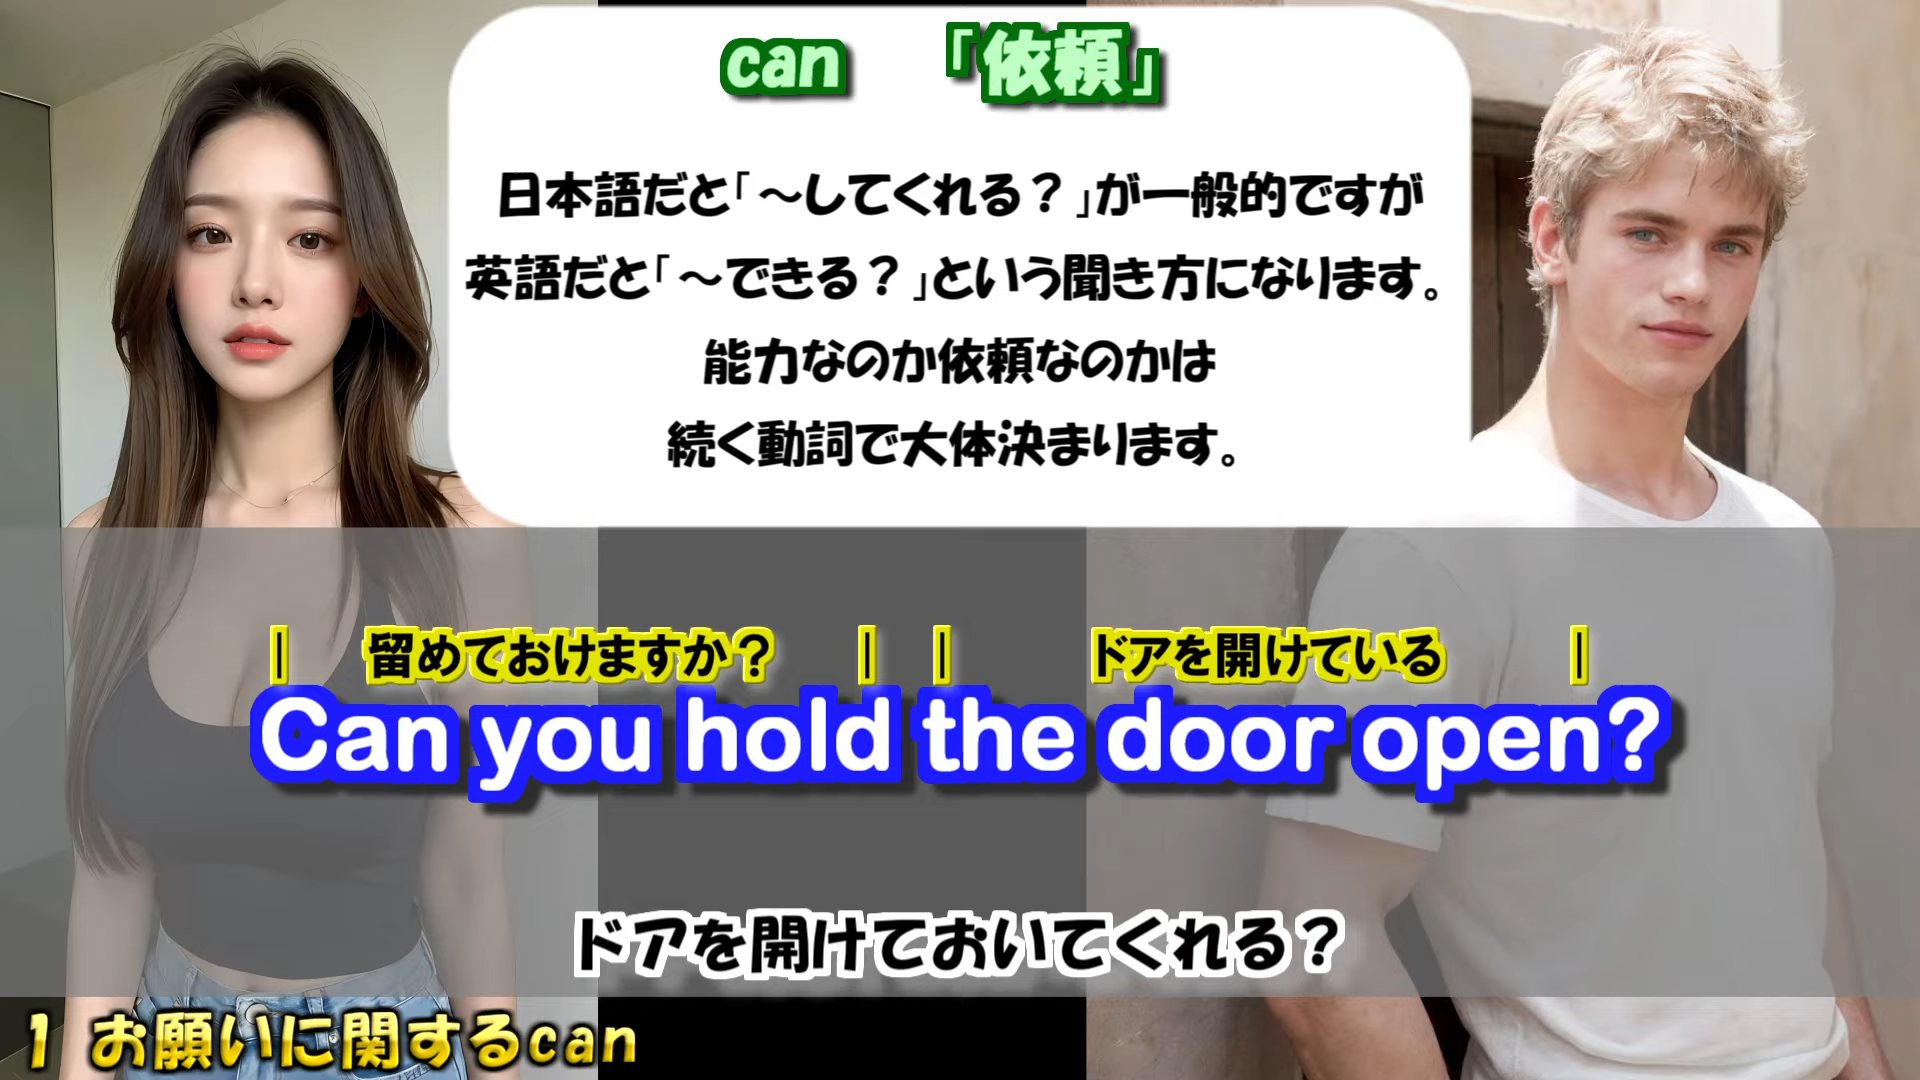 can 「依頼」
日本語だと「～してくれる？」が一般的ですが
英語だと「～できる？」という聞き方になります。
能力なのか依頼なのかは
続く動詞で大体決まります。
| 留めておけますか？ | | ドアを開けている |
Can you hold the door open?
ドアを開けておいてくれる？
1 お願いに関するcan